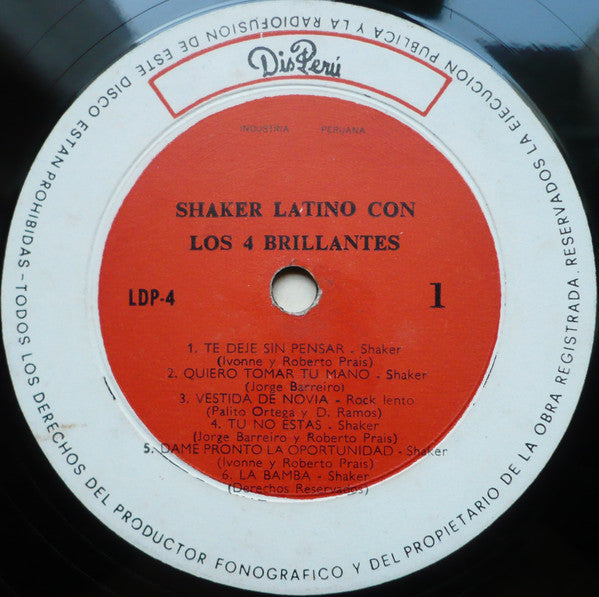 DisPerú
INDUSTRIA PERUANA
SHAKER LATINO CON
LOS 4 BRILLANTES
LDP-4
1
1. TE DEJE SIN PENSAR - Shaker
(Ivonne y Roberto Prais)
2. QUIERO TOMAR TU MANO - Shaker
(Jorge Barreiro)
3. VESTIDA DE NOVIA - Rock lento
(Palito Ortega y D. Ramos)
4. TU NO ESTAS - Shaker
(Jorge Barreiro y Roberto Prais)
5. DAME PRONTO LA OPORTUNIDAD - Shaker
(Ivonne y Roberto Prais)
6. LA BAMBA - Shaker
(Derechos Reservados)
TODOS LOS DERECHOS DEL PRODUCTOR FONOGRAFICO Y DEL PROPIETARIO DE LA OBRA REGISTRADA. RESERVADOS LA EJECUCION PUBLICA Y LA RADIOFUSION DE ESTE DISCO ESTAN PROHIBIDAS -